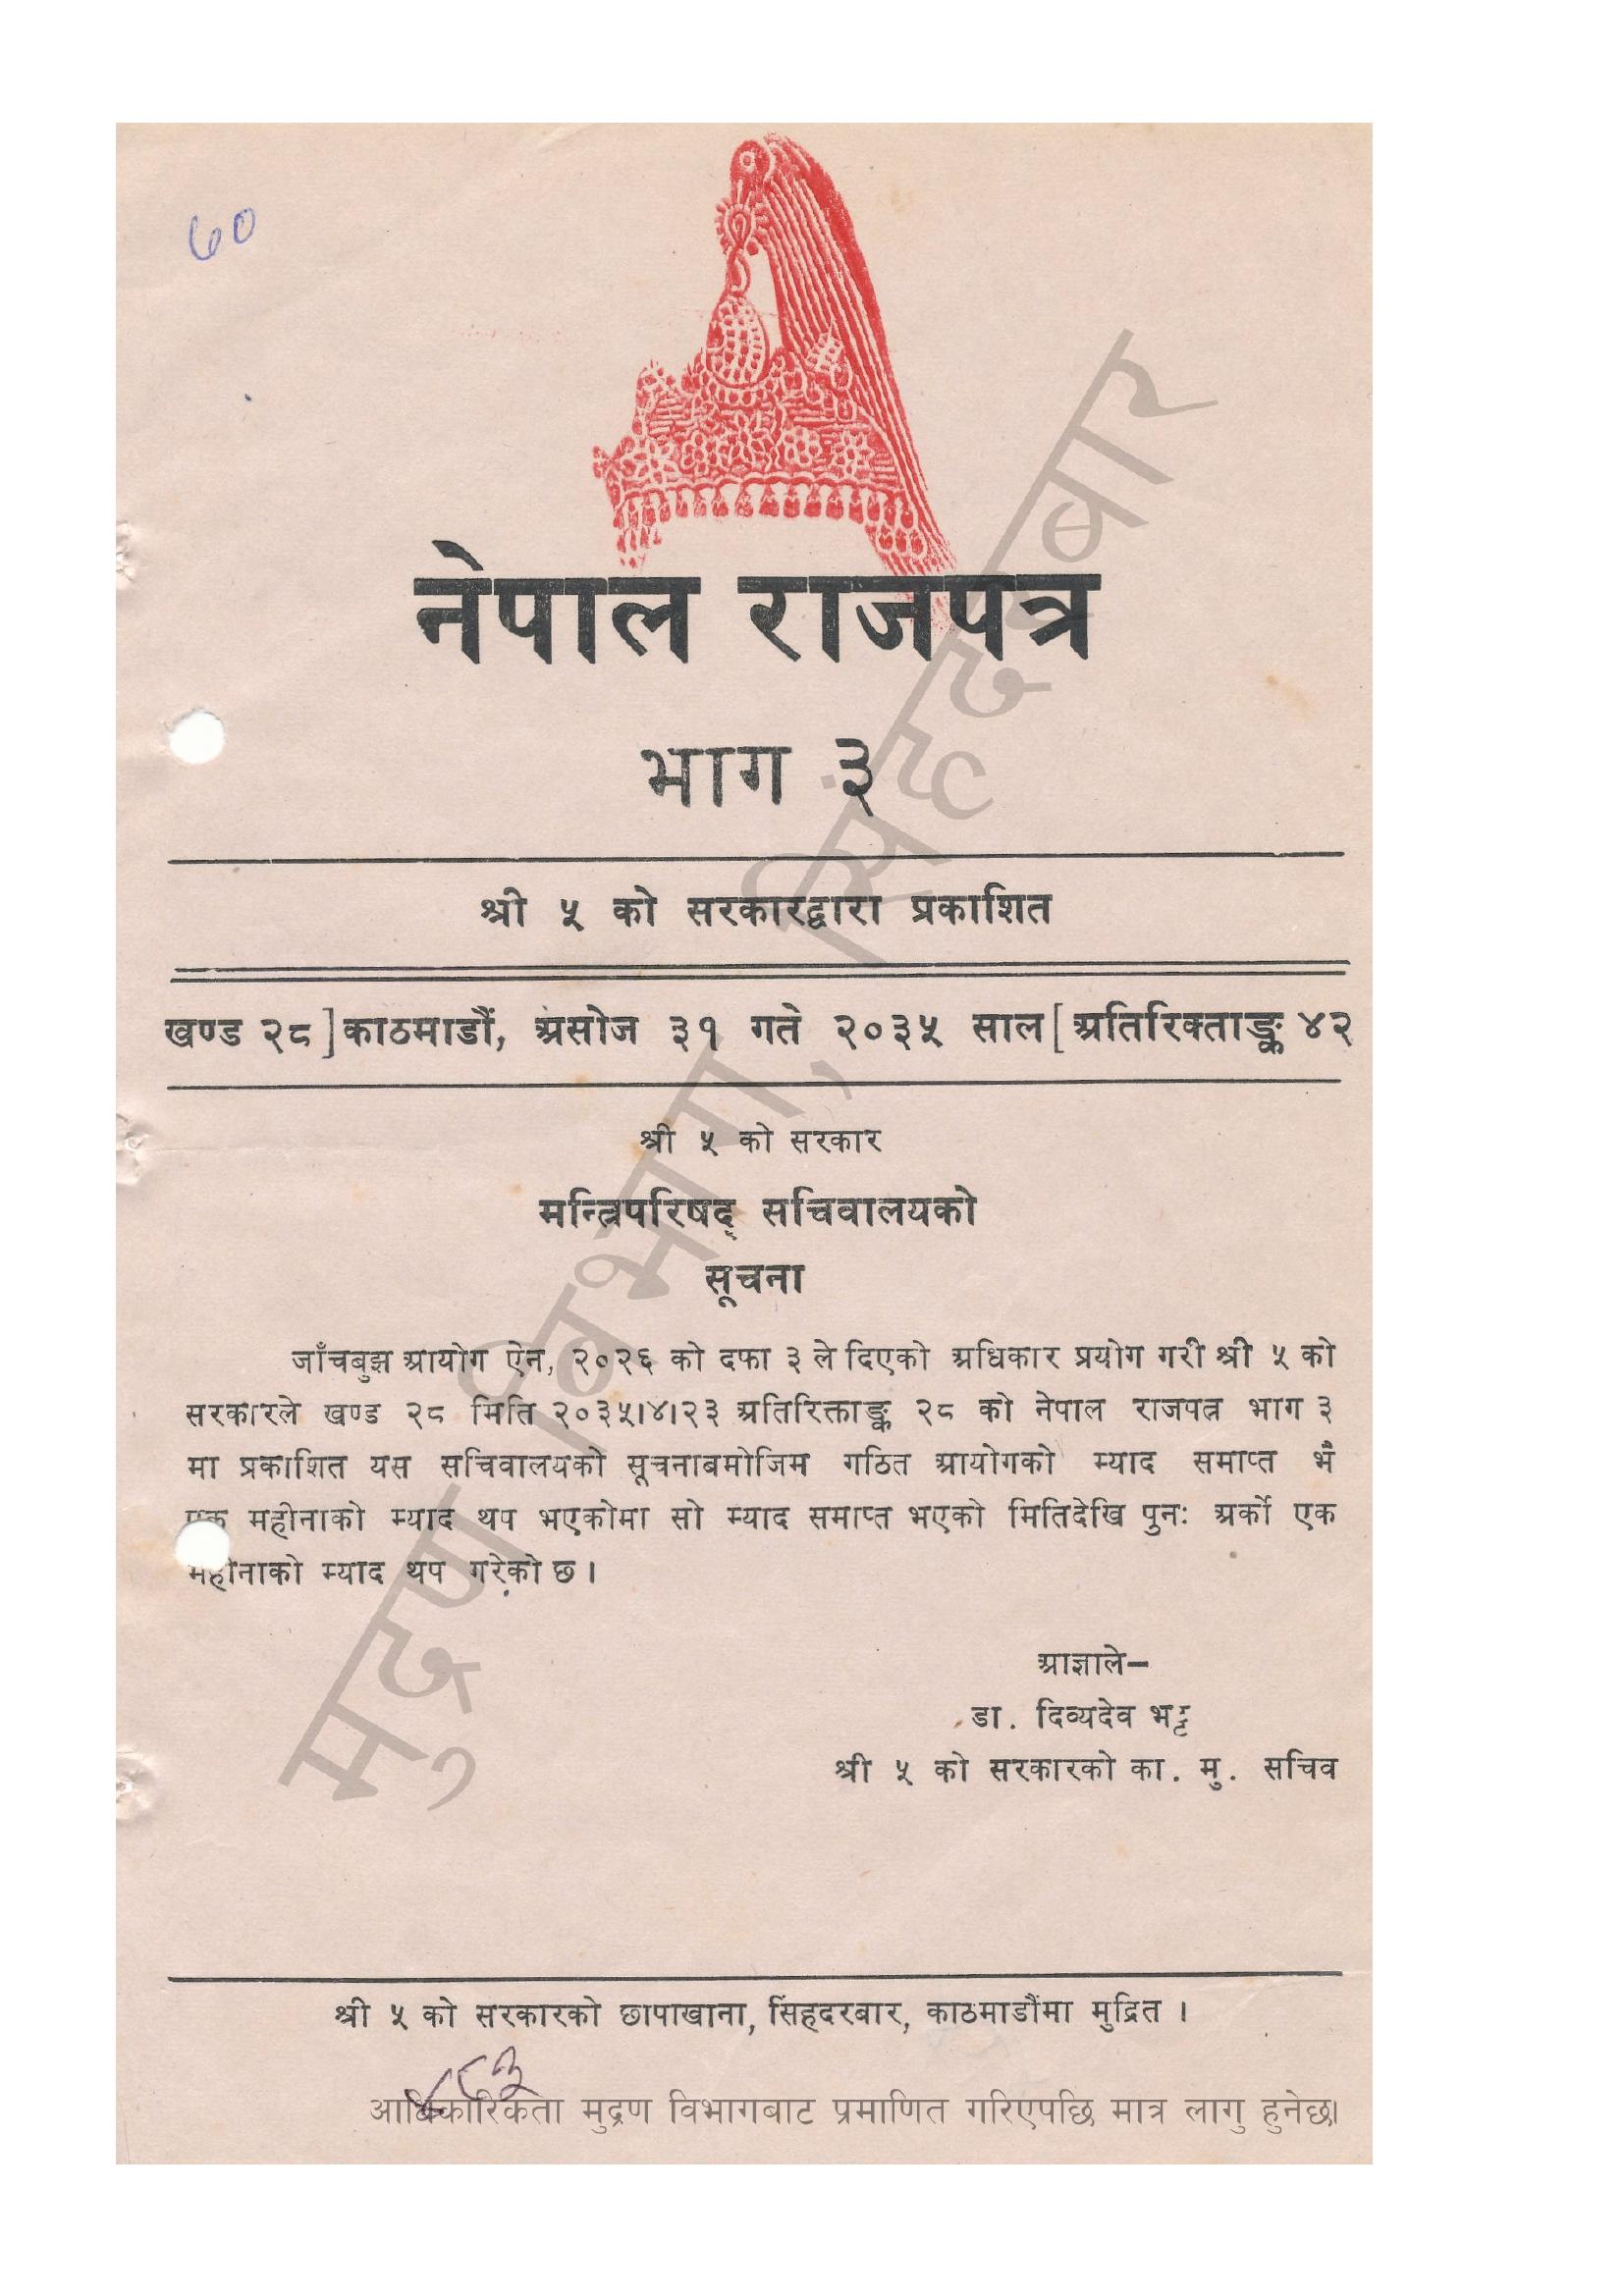 ६०
नेपाल राजपत्र
भाग ३
श्री ५ को सरकारद्वारा प्रकाशित
खण्ड २८] काठमाडौं, असोज ३१ गते २०३५ साल [अतिरिक्ताङ्क ४२
श्री ५ को सरकार
मन्त्रिपरिषद् सचिवालयको
सूचना
जाँचबुझ आयोग ऐन, २०२६ को दफा ३ ले दिएको अधिकार प्रयोग गरी श्री ५ को
सरकारले खण्ड २८ मिति २०३५।४।२३ अतिरिक्ताङ्क २८ को नेपाल राजपत्र भाग ३
मा प्रकाशित यस सचिवालयको सूचनाबमोजिम गठित आयोगको म्याद समाप्त भै
एक महीनाको म्याद थप भएकोमा सो म्याद समाप्त भएको मितिदेखि पुनः अर्को एक
महीनाको म्याद थप गरेको छ ।
आज्ञाले–
डा. दिव्यदेव भट्ट
श्री ५ को सरकारको का. मु. सचिव
श्री ५ को सरकारको छापाखाना, सिंहदरबार, काठमाडौंमा मुद्रित ।
आधिकारिकता मुद्रण विभागबाट प्रमाणित गरिएपछि मात्र लागु हुनेछ।
मुद्रण विभाग, सिंहदरबार